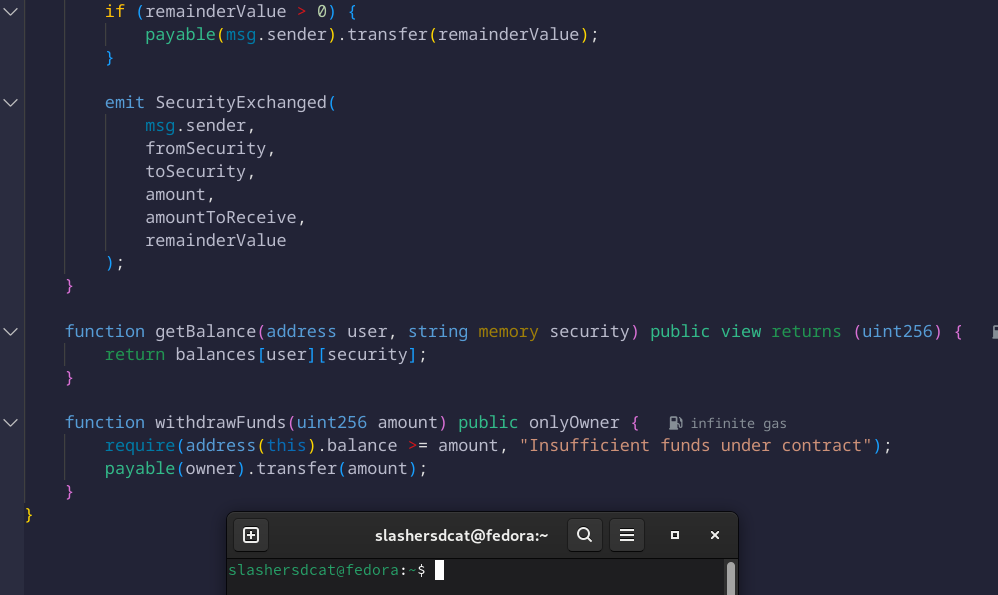 if (remainderValue > 0) {
payable(msg.sender).transfer(remainderValue);
}
emit SecurityExchanged(
msg.sender,
fromSecurity,
toSecurity,
amount,
amountToReceive,
remainderValue
);
}
function getBalance(address user, string memory security) public view returns (uint256) {
return balances[user][security];
}
function withdrawFunds(uint256 amount) public onlyOwner { infinite gas
require(address(this).balance >= amount, "Insufficient funds under contract");
payable(owner).transfer(amount);
}
}
slashersdcat@fedora:~
slashersdcat@fedora:~$